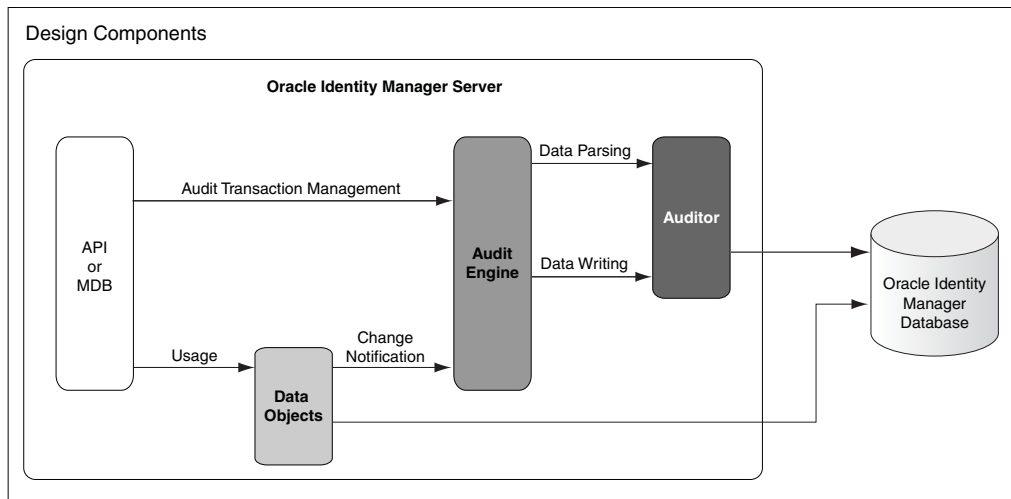 Design Components
Oracle Identity Manager Server
API
or
MDB
Audit Transaction Management
Usage
Data
Objects
Change
Notification
Audit
Engine
Data Parsing
Data Writing
Auditor
Oracle Identity
Manager
Database